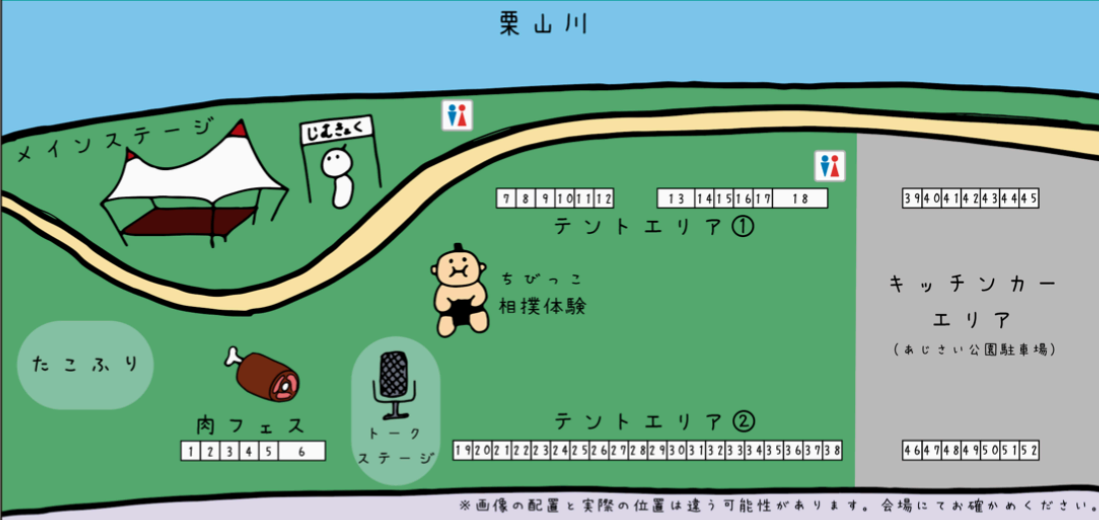 栗山川
メインステージ
じむきょく
7 8 9 10 11 12
13 14 15 16 17 18
テントエリア①
39 40 41 42 43 44 45
ちびっこ
相撲体験
キッチンカー
エリア
(あじさい公園駐車場)
たこふり
肉フェス
1 2 3 4 5 6
トーク
ステージ
テントエリア②
19 20 21 22 23 24 25 26 27 28 29 30 31 32 33 34 35 36 37 38
46 47 48 49 50 51 52
※画像の配置と実際の位置は違う可能性があります。会場にてお確かめください。